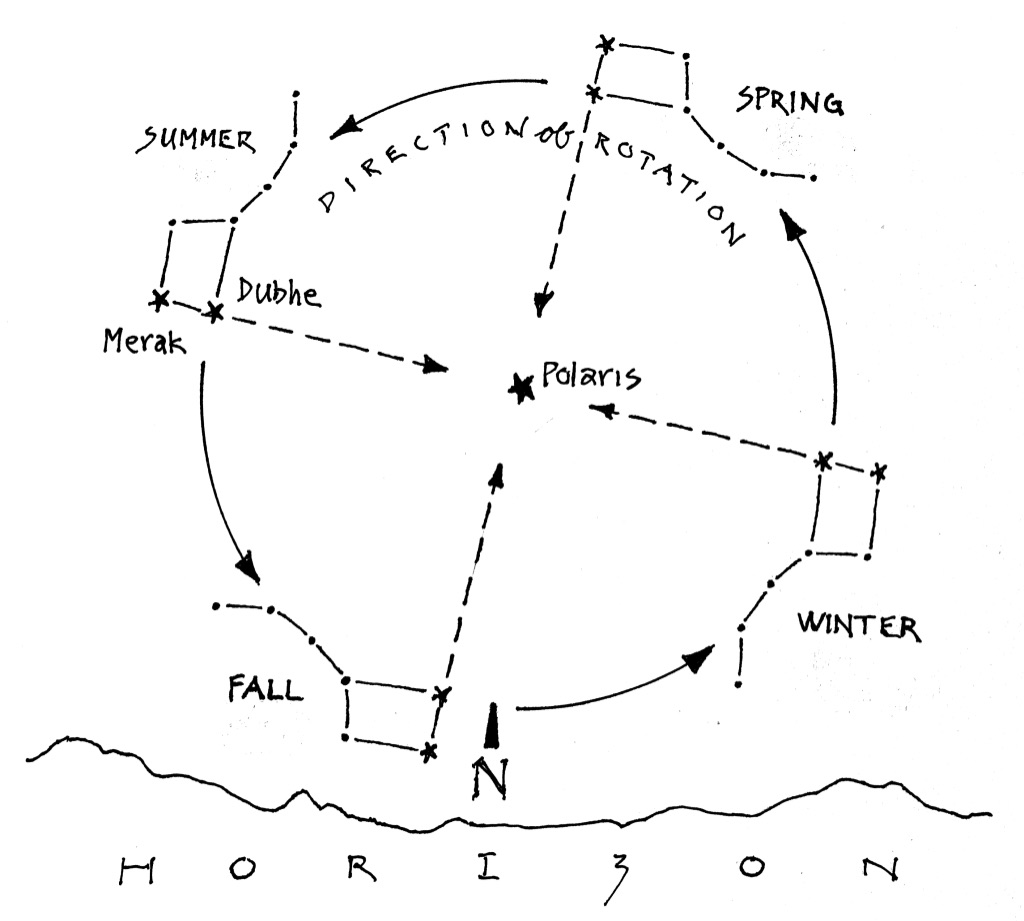 SPRING
SUMMER
DIRECTION of ROTATION
Dubhe
Merak
Polaris
WINTER
FALL
N
HORIZON